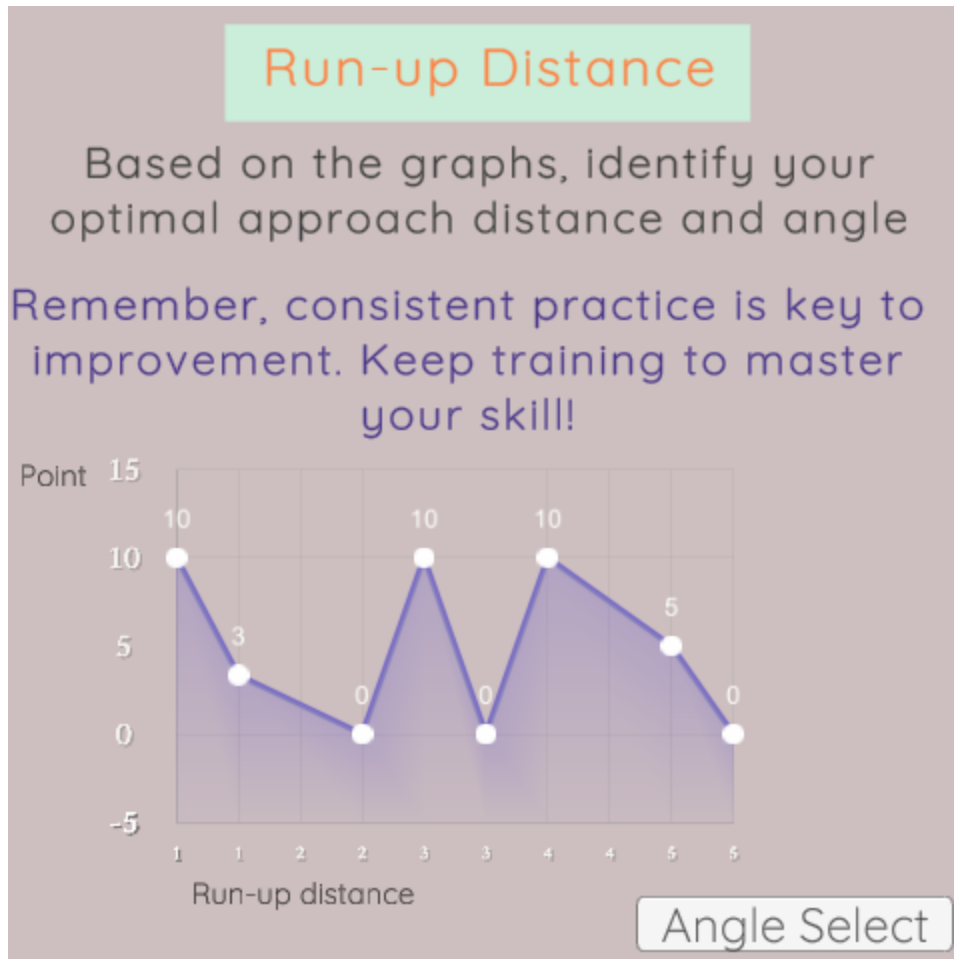 Run-up Distance
Based on the graphs, identify your
optimal approach distance and angle
Remember, consistent practice is key to
improvement. Keep training to master
your skill!
Point
15
10
5
0
-5
10
3
0
10
0
10
5
0
1 1 2 2 3 3 4 4 5 5
Run-up distance
Angle Select